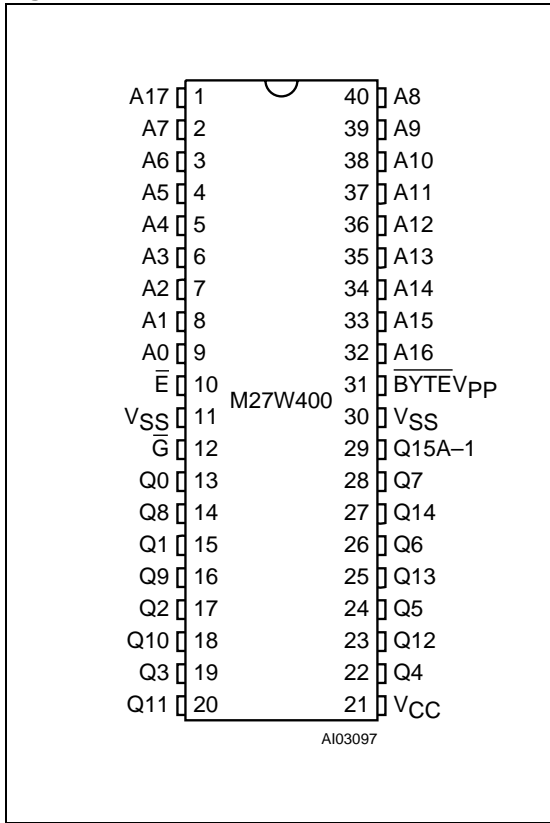 A17 1 40 A8
A7 2 39 A9
A6 3 38 A10
A5 4 37 A11
A4 5 36 A12
A3 6 35 A13
A2 7 34 A14
A1 8 33 A15
A0 9 32 A16
E̅ 10 31 B̅Y̅T̅E̅VPP
M27W400
VSS 11 30 VSS
G̅ 12 29 Q15A–1
Q0 13 28 Q7
Q8 14 27 Q14
Q1 15 26 Q6
Q9 16 25 Q13
Q2 17 24 Q5
Q10 18 23 Q12
Q3 19 22 Q4
Q11 20 21 VCC
AI03097